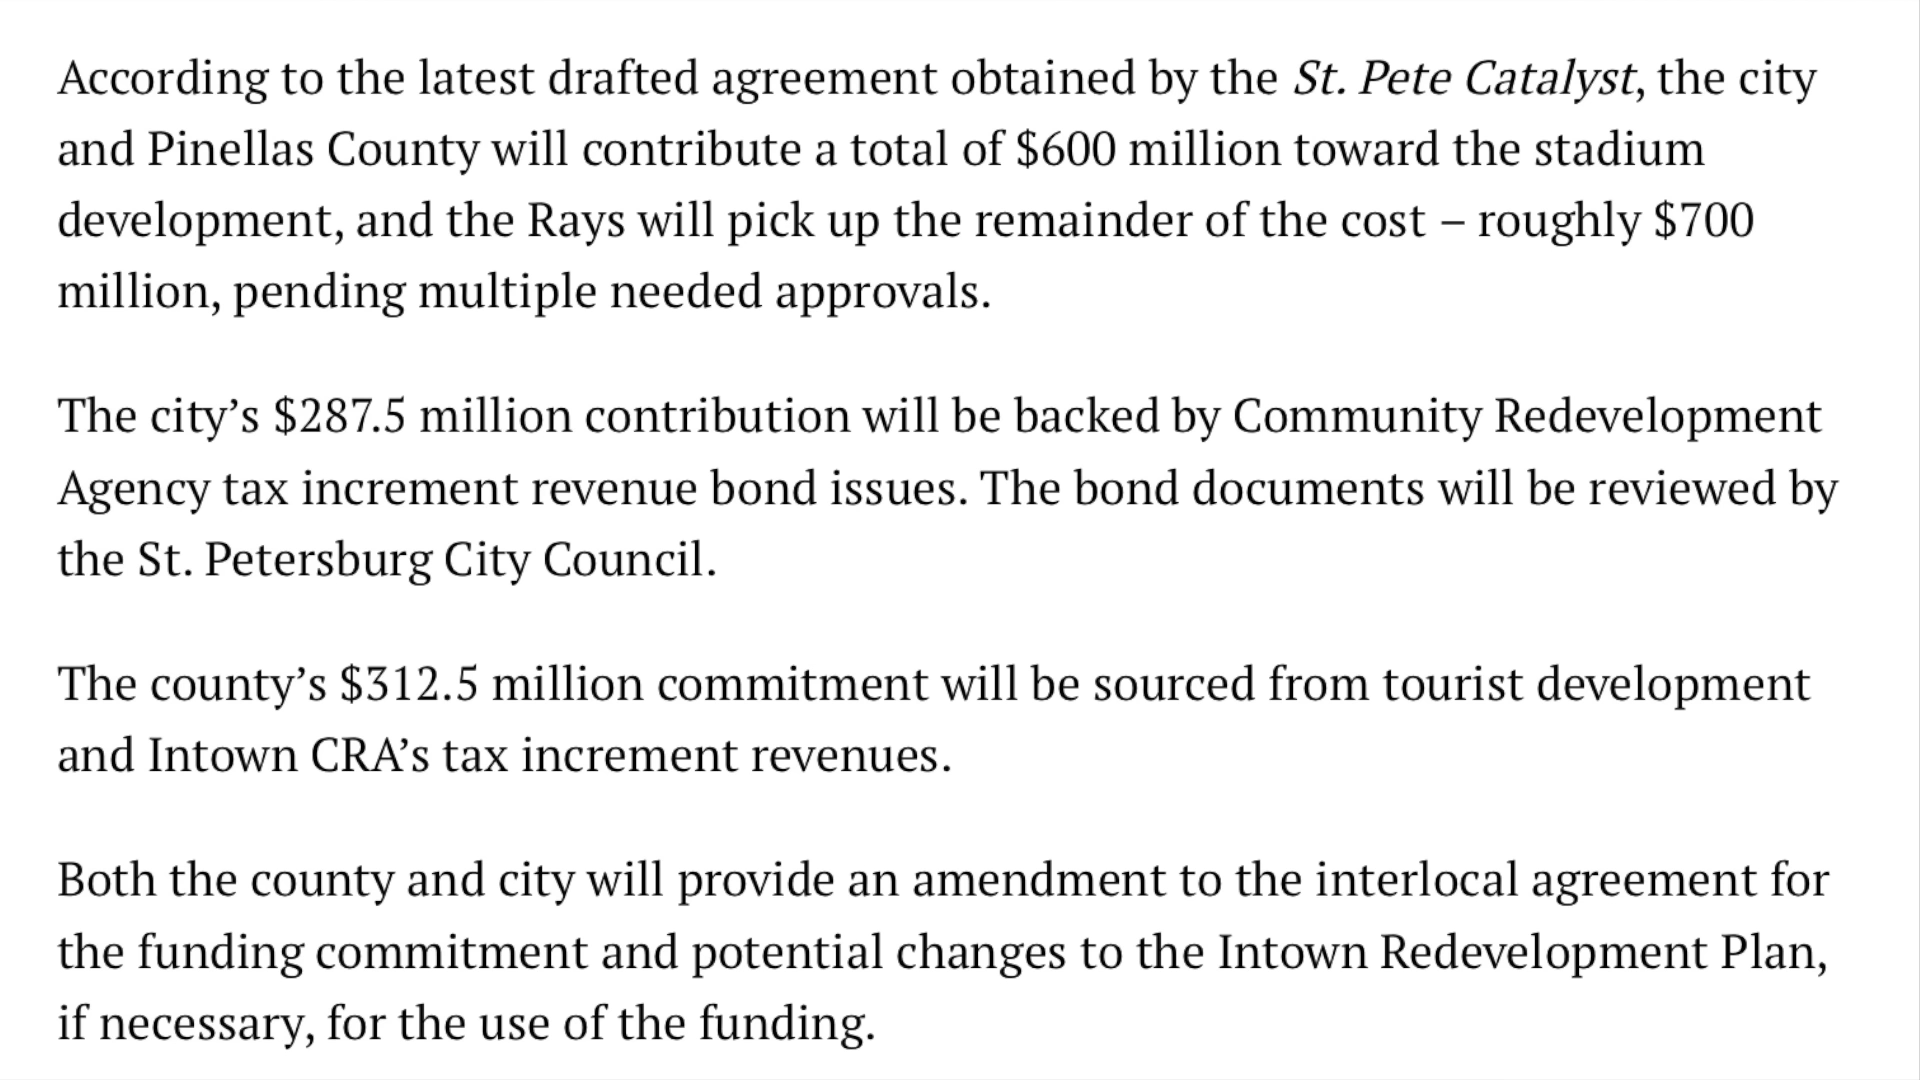 According to the latest drafted agreement obtained by the St. Pete Catalyst, the city
and Pinellas County will contribute a total of $600 million toward the stadium
development, and the Rays will pick up the remainder of the cost – roughly $700
million, pending multiple needed approvals.
The city’s $287.5 million contribution will be backed by Community Redevelopment
Agency tax increment revenue bond issues. The bond documents will be reviewed by
the St. Petersburg City Council.
The county’s $312.5 million commitment will be sourced from tourist development
and Intown CRA’s tax increment revenues.
Both the county and city will provide an amendment to the interlocal agreement for
the funding commitment and potential changes to the Intown Redevelopment Plan,
if necessary, for the use of the funding.